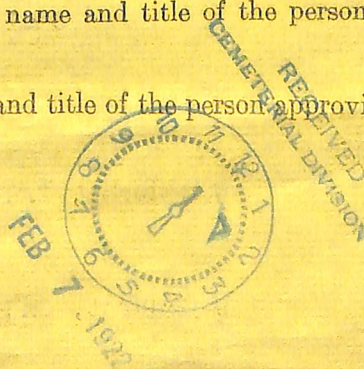 name and title of the person
and title of the person approvi
RECEIVED
CEMETERIAL DIVISION
10 11 12 1 2 3 4 5 6 7 8 9
FEB 7 1922